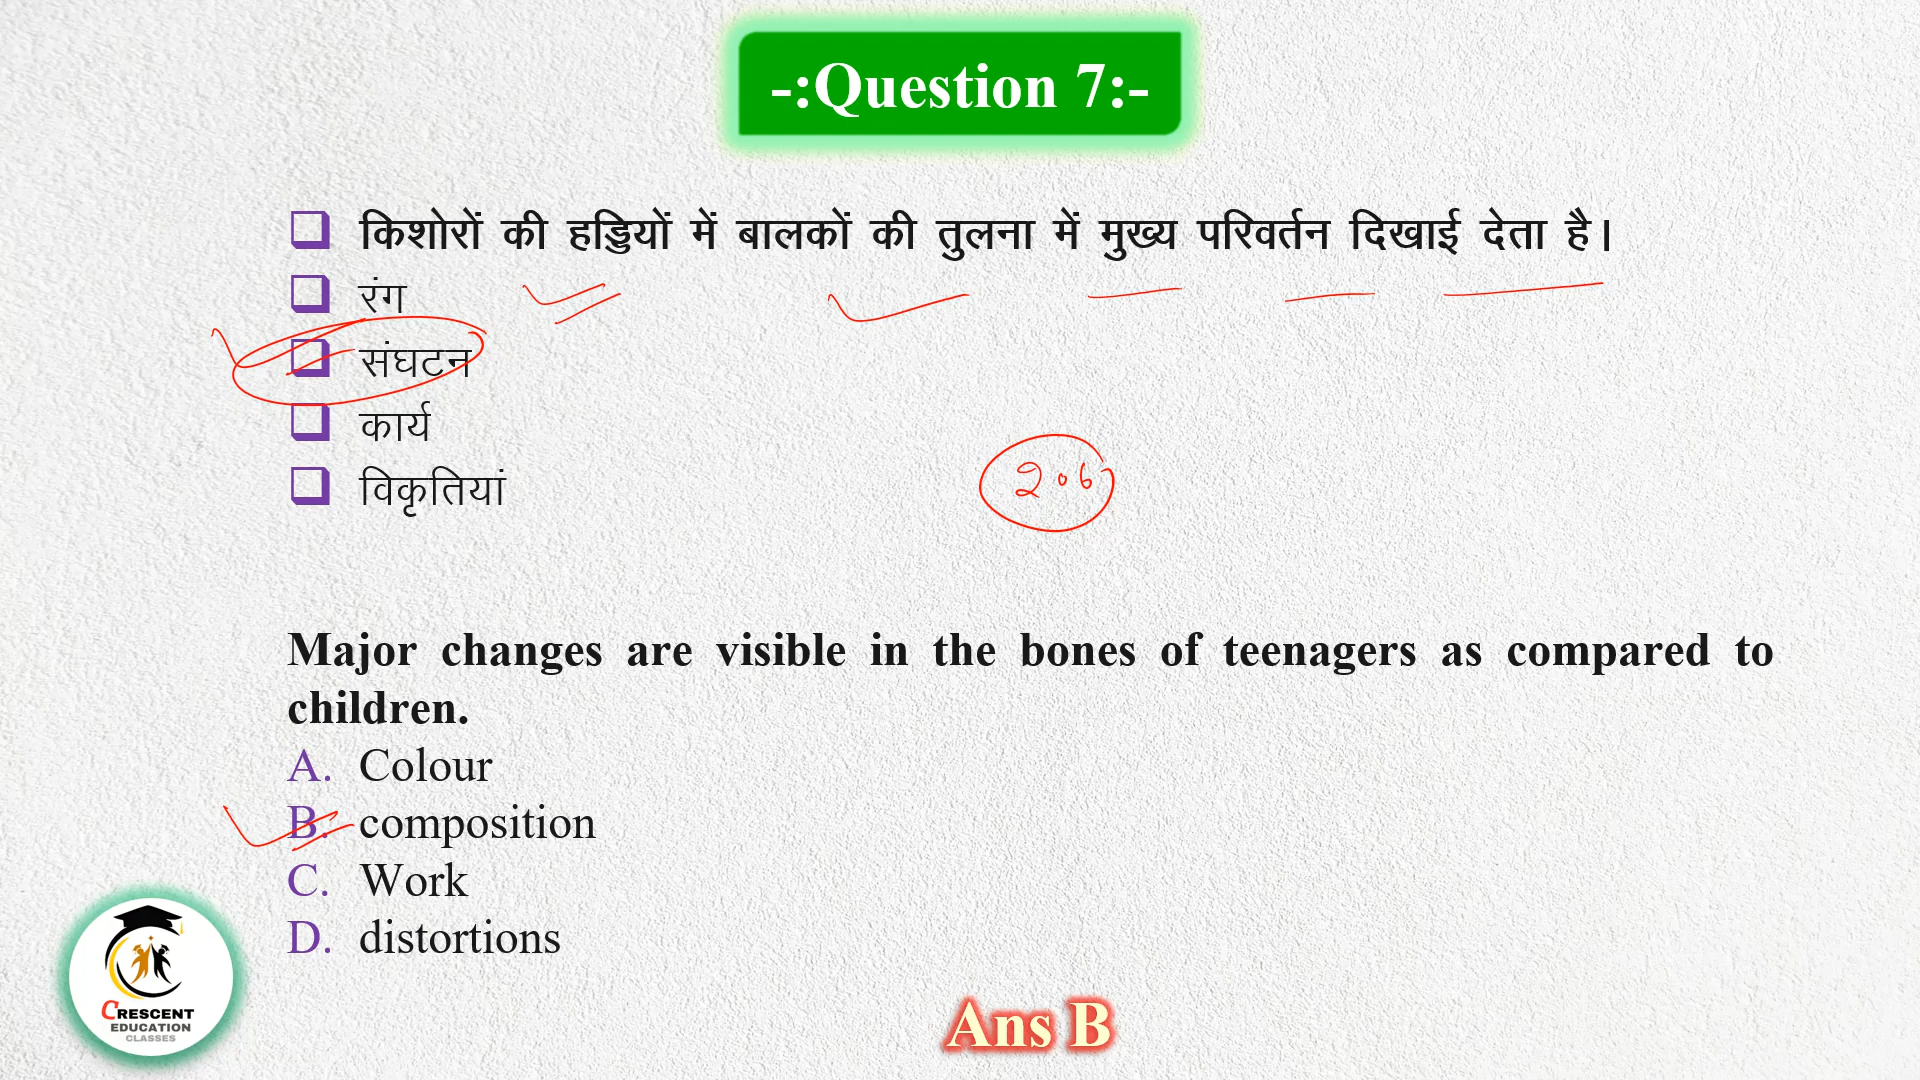 -:Question 7:-
किशोरों की हड्डियों में बालकों की तुलना में मुख्य परिवर्तन दिखाई देता है।
रंग
संघटन
कार्य
विकृतियां
206
Major changes are visible in the bones of teenagers as compared to
children.
A. Colour
B. composition
C. Work
D. distortions
CRESCENT
EDUCATION
CLASSES
Ans B